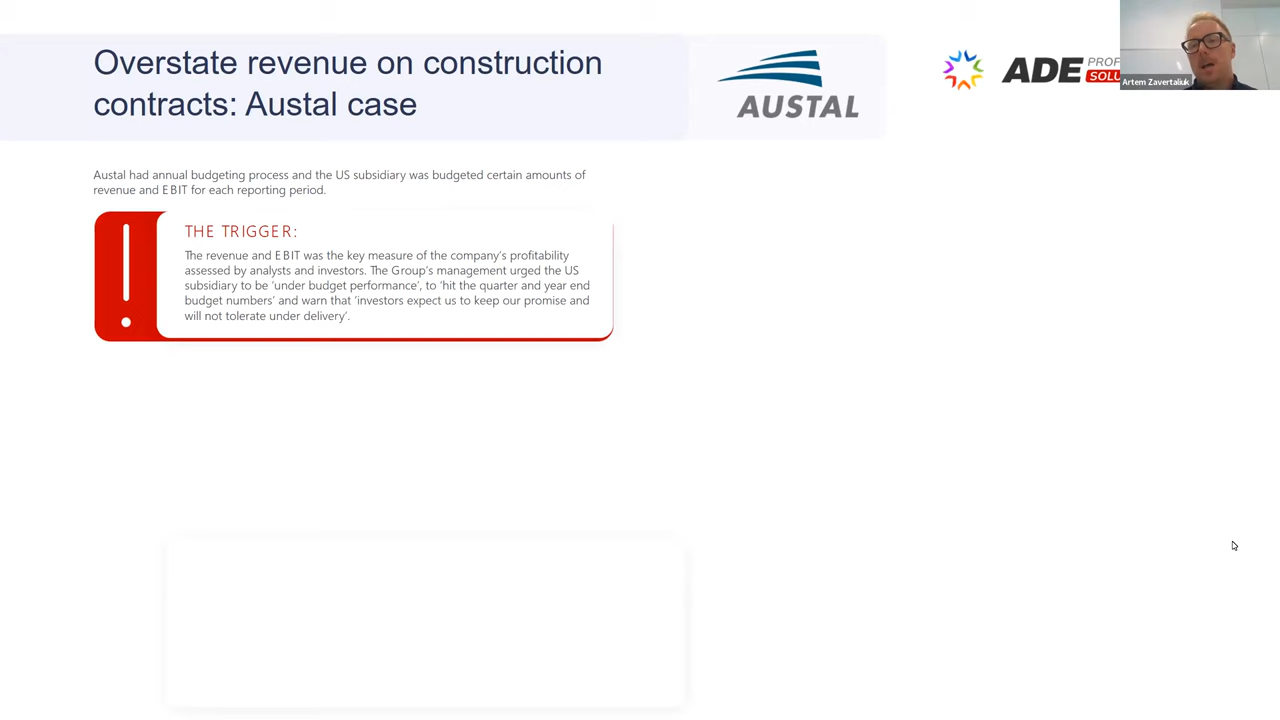 Overstate revenue on construction
contracts: Austal case
AUSTAL
ADE PROF
SOLU
Artem Zavertaliuk
Austal had annual budgeting process and the US subsidiary was budgeted certain amounts of
revenue and EBIT for each reporting period.
THE TRIGGER:
The revenue and EBIT was the key measure of the company's profitability
assessed by analysts and investors. The Group's management urged the US
subsidiary to be 'under budget performance', to 'hit the quarter and year end
budget numbers' and warn that 'investors expect us to keep our promise and
will not tolerate under delivery'.